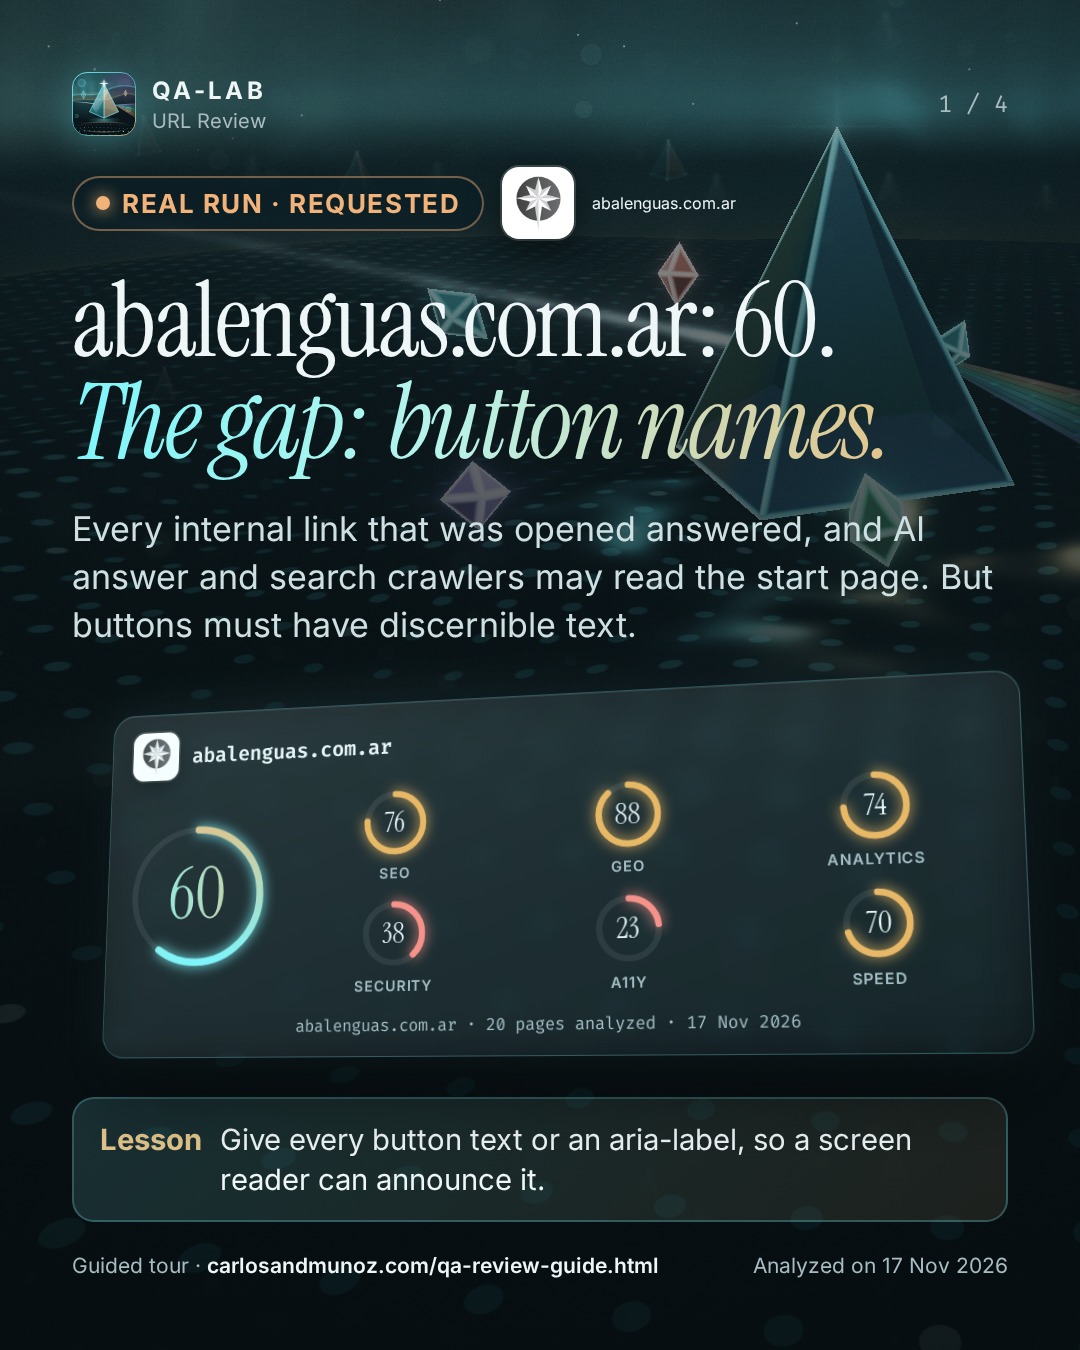 QA-LAB
URL Review
1 / 4
REAL RUN · REQUESTED
abalenguas.com.ar
abalenguas.com.ar: 60.
The gap: button names.
Every internal link that was opened answered, and AI
answer and search crawlers may read the start page. But
buttons must have discernible text.
abalenguas.com.ar
60
76
SEO
88
GEO
74
ANALYTICS
38
SECURITY
23
A11Y
70
SPEED
abalenguas.com.ar · 20 pages analyzed · 17 Nov 2026
Lesson Give every button text or an aria-label, so a screen
reader can announce it.
Guided tour · carlosandmunoz.com/qa-review-guide.html
Analyzed on 17 Nov 2026